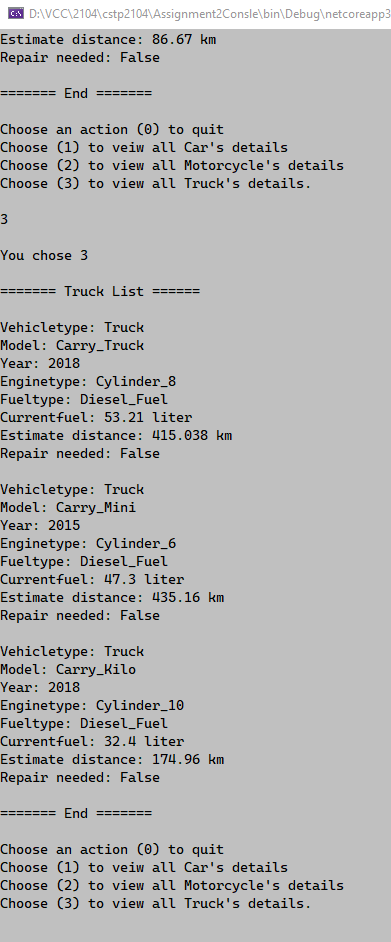 D:\VCC\2104\cstp2104\Assignment2Consle\bin\Debug\netcoreapp3
Estimate distance: 86.67 km
Repair needed: False
======= End =======
Choose an action (0) to quit
Choose (1) to veiw all Car's details
Choose (2) to view all Motorcycle's details
Choose (3) to view all Truck's details.
3
You chose 3
======= Truck List ======
Vehicletype: Truck
Model: Carry_Truck
Year: 2018
Enginetype: Cylinder_8
Fueltype: Diesel_Fuel
Currentfuel: 53.21 liter
Estimate distance: 415.038 km
Repair needed: False
Vehicletype: Truck
Model: Carry_Mini
Year: 2015
Enginetype: Cylinder_6
Fueltype: Diesel_Fuel
Currentfuel: 47.3 liter
Estimate distance: 435.16 km
Repair needed: False
Vehicletype: Truck
Model: Carry_Kilo
Year: 2018
Enginetype: Cylinder_10
Fueltype: Diesel_Fuel
Currentfuel: 32.4 liter
Estimate distance: 174.96 km
Repair needed: False
======= End =======
Choose an action (0) to quit
Choose (1) to veiw all Car's details
Choose (2) to view all Motorcycle's details
Choose (3) to view all Truck's details.